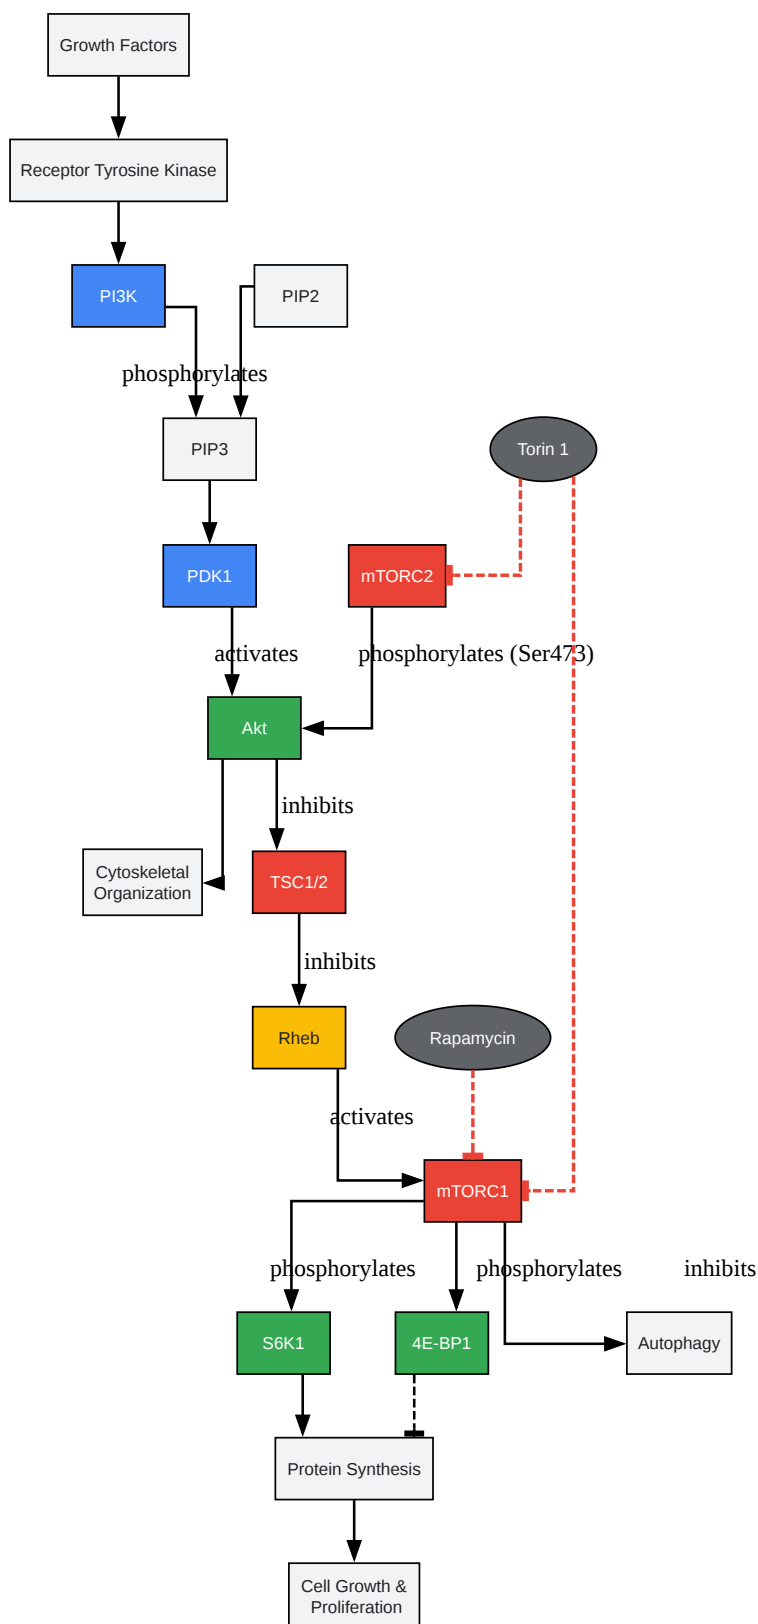 Growth Factors
Receptor Tyrosine Kinase
PI3K
PIP2
phosphorylates
PIP3
Torin 1
PDK1
mTORC2
activates
phosphorylates (Ser473)
Akt
inhibits
Cytoskeletal
Organization
TSC1/2
inhibits
Rheb
Rapamycin
activates
mTORC1
phosphorylates
phosphorylates
inhibits
S6K1
4E-BP1
Autophagy
Protein Synthesis
Cell Growth &
Proliferation